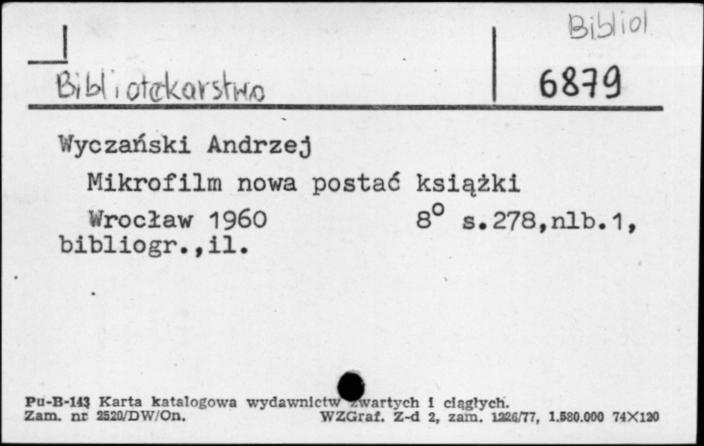 Bibliol
Bibliotekarstwo 6879
Wyczański Andrzej
Mikrofilm nowa postać książki
Wrocław 1960 8° s.278,nlb.1,
bibliogr.,il.
Pu-B-143 Karta katalogowa wydawnictw zwartych i ciągłych.
Zam. nr 2520/DW/On. WZGraf. Z-d 2, zam. 1226/77, 1.580.000 74X120